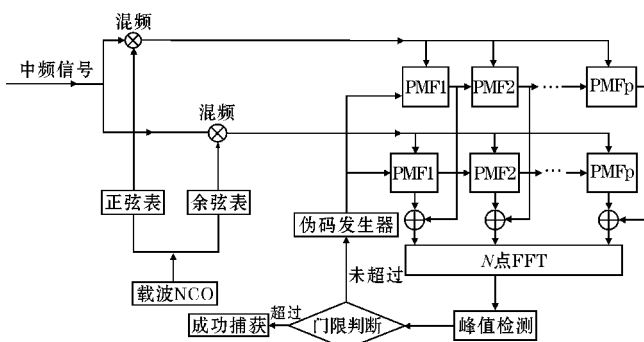 混频
中频信号
PMF1
PMF2
…
PMFp
混频
PMF1
PMF2
…
PMFp
正弦表
余弦表
伪码发生器
N点FFT
未超过
载波NCO
超过
成功捕获
门限判断
峰值检测